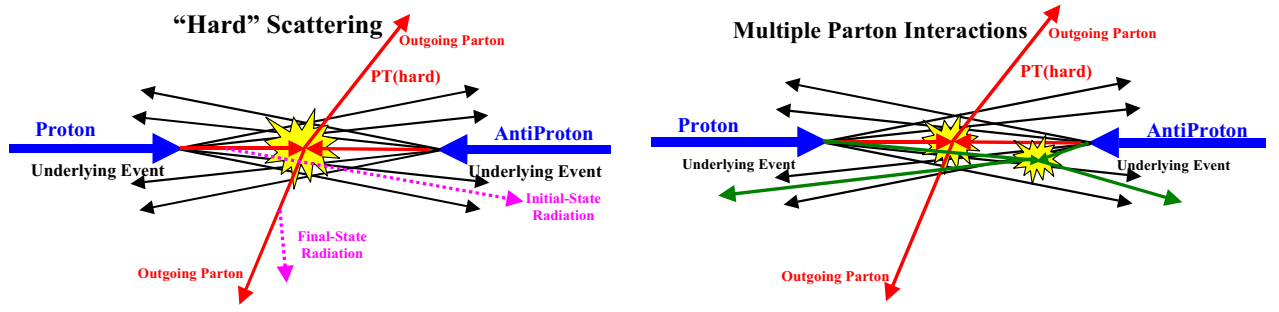 “Hard” Scattering
Outgoing Parton
PT(hard)
Proton
AntiProton
Underlying Event
Underlying Event
Initial-State
Radiation
Final-State
Radiation
Outgoing Parton
Multiple Parton Interactions
Outgoing Parton
PT(hard)
Proton
AntiProton
Underlying Event
Underlying Event
Outgoing Parton